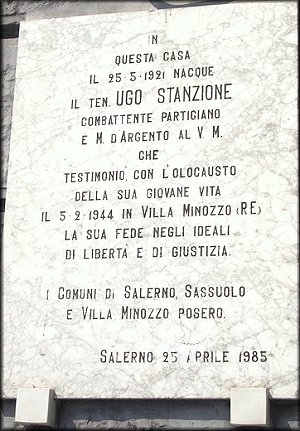 IN
QUESTA CASA
IL 25-3-1921 NACQUE
IL TEN. UGO STANZIONE
COMBATTENTE PARTIGIANO
E M. D'ARGENTO AL V M.
CHE
TESTIMONIÒ, CON L'OLOCAUSTO
DELLA SUA GIOVANE VITA
IL 5-2-1944 IN VILLA MINOZZO (RE)
LA SUA FEDE NEGLI IDEALI
DI LIBERTÀ E DI GIUSTIZIA.
I COMUNI DI SALERNO, SASSUOLO
E VILLA MINOZZO POSERO.
SALERNO 25 APRILE 1985